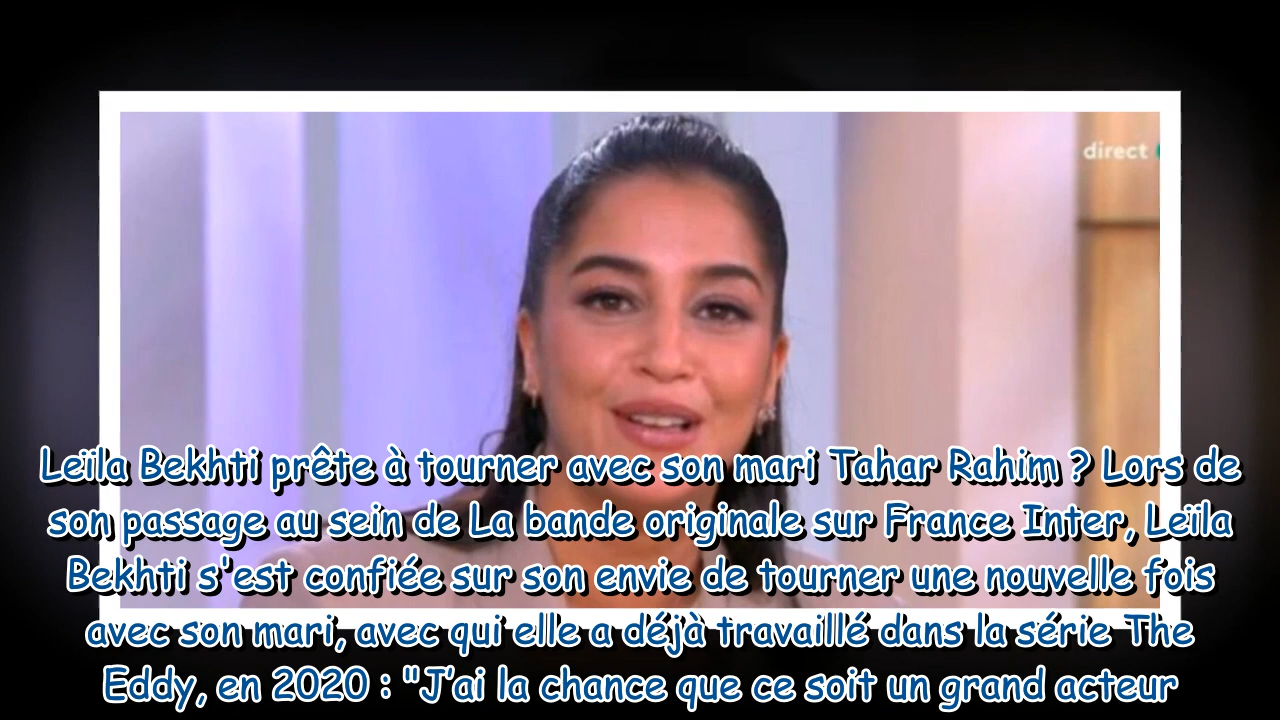 direct
Leïla Bekhti prête à tourner avec son mari Tahar Rahim ? Lors de
son passage au sein de La bande originale sur France Inter, Leïla
Bekhti s'est confiée sur son envie de tourner une nouvelle fois
avec son mari, avec qui elle a déjà travaillé dans la série The
Eddy, en 2020 : "J’ai la chance que ce soit un grand acteur